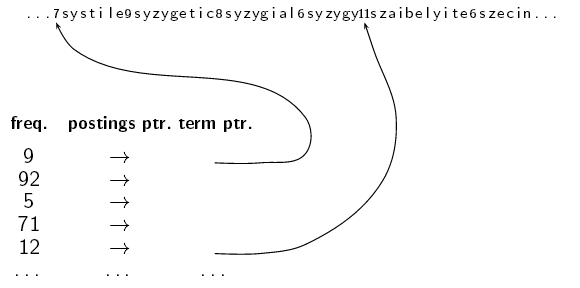 ...7systile9syzygetic8syzygial6syzygy11szaibelyite6szecin...
freq. postings ptr. term ptr.
9 →
92 →
5 →
71 →
12 →
... ... ...